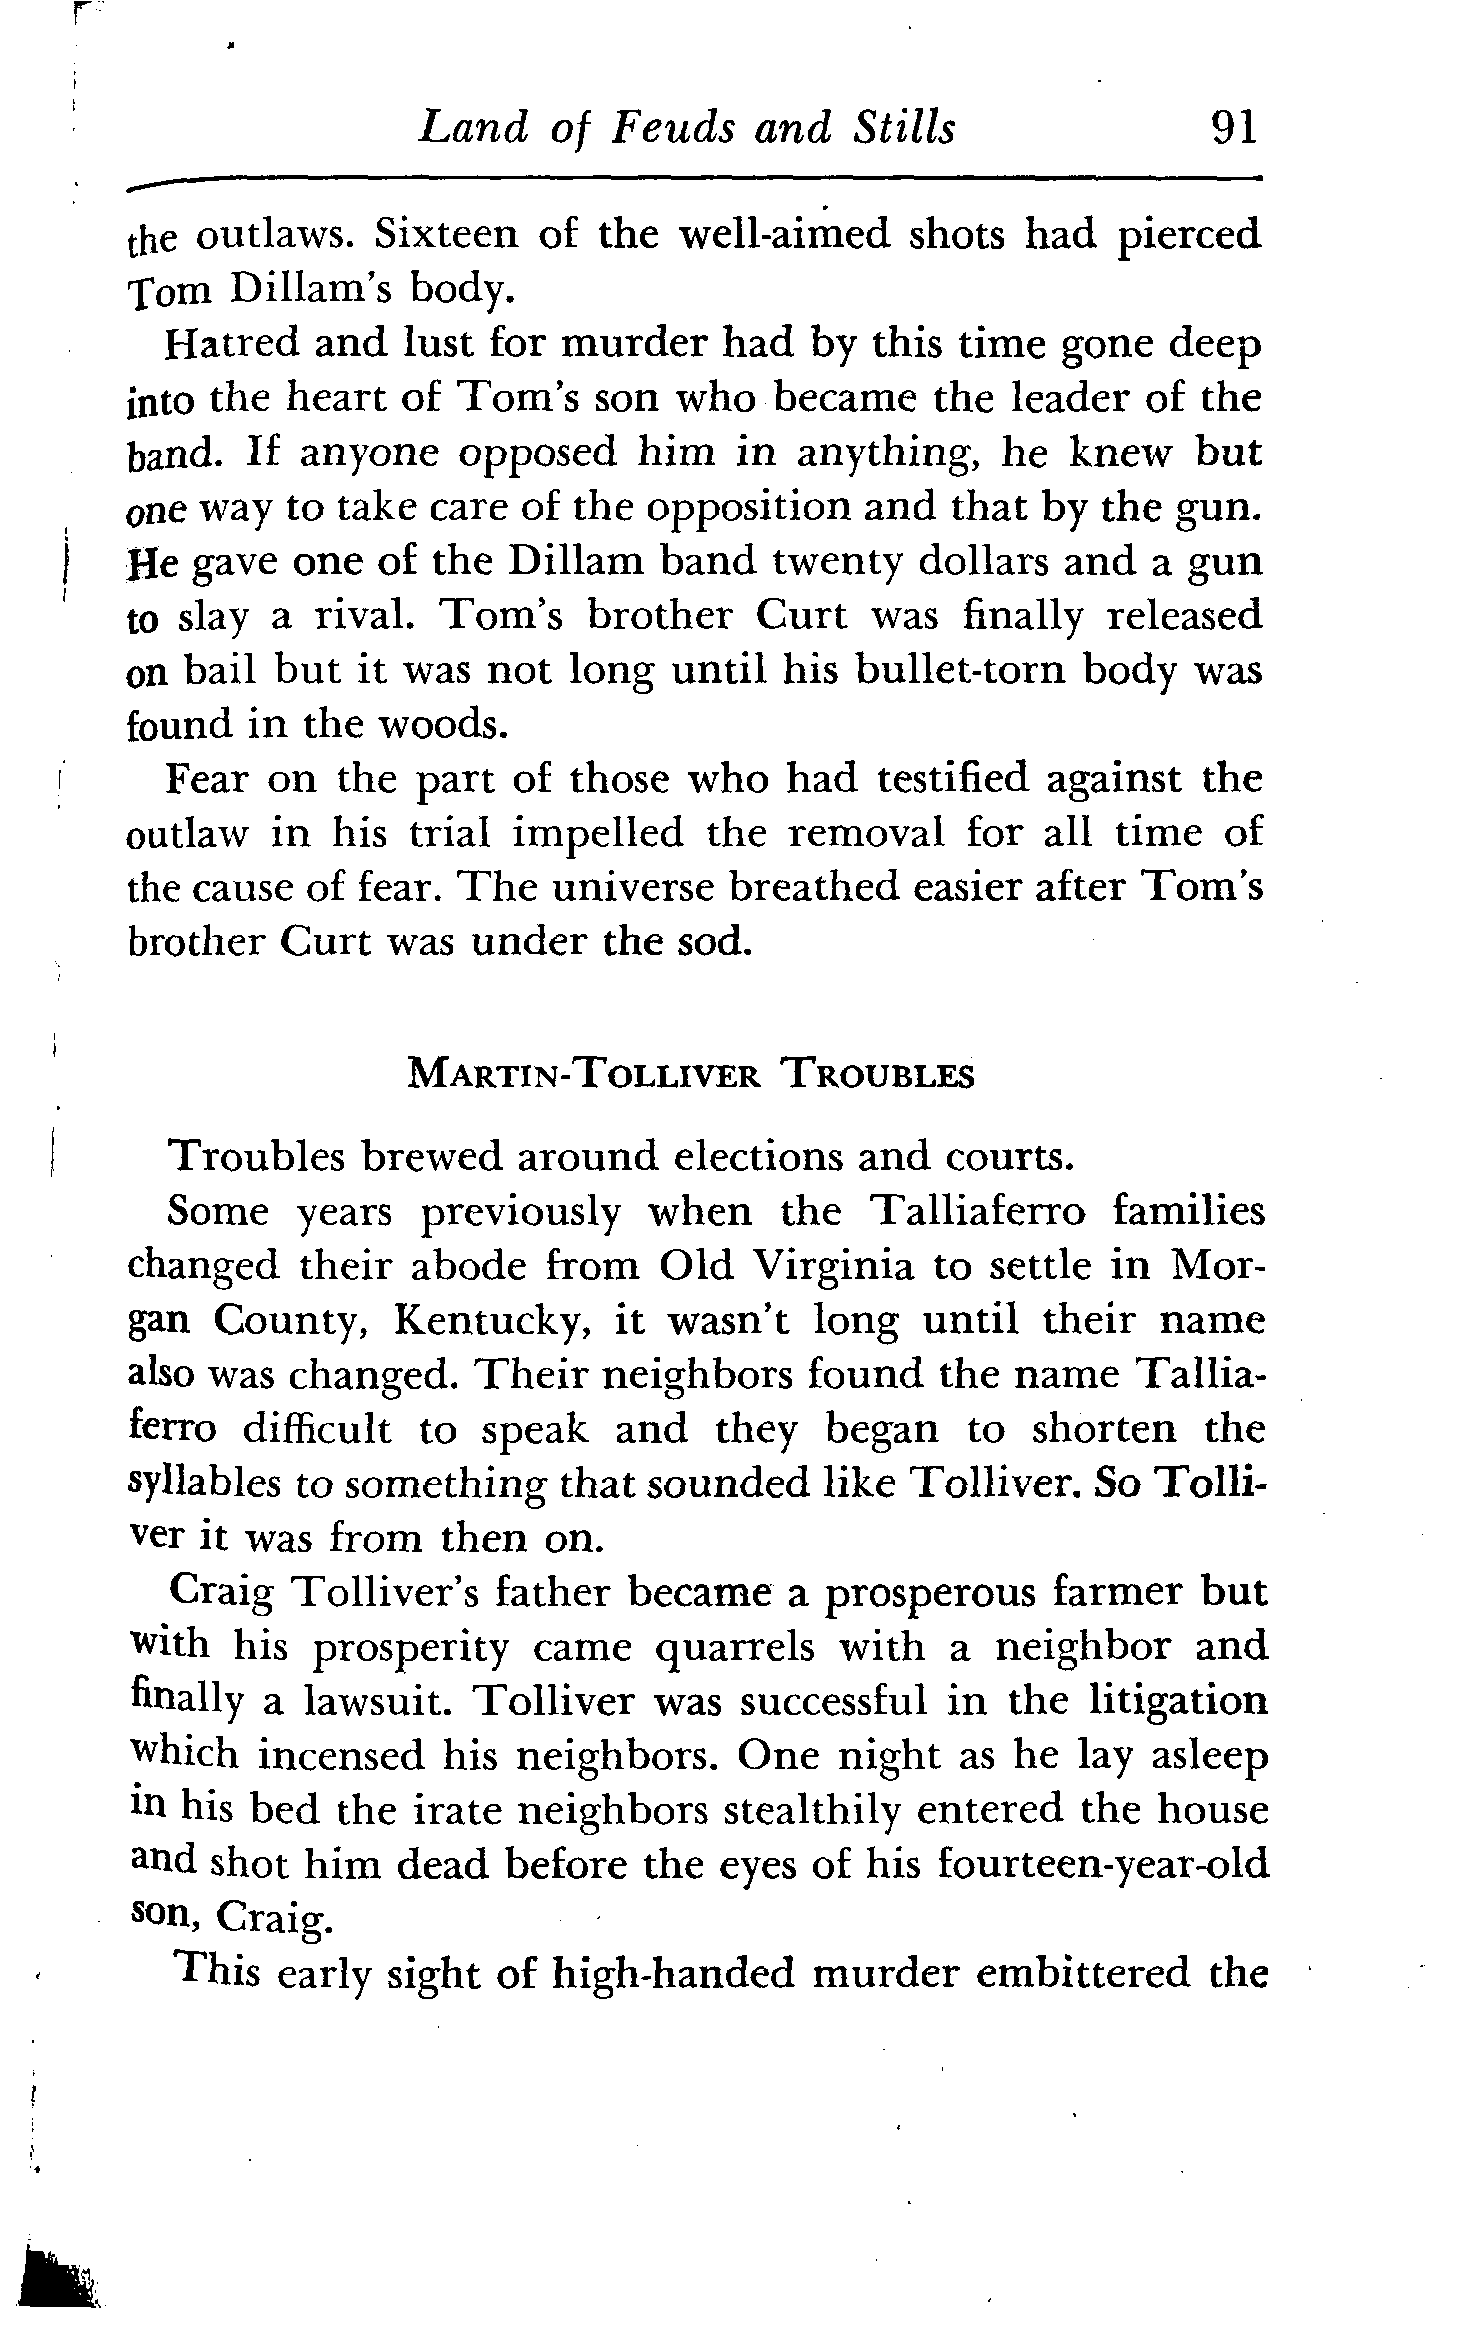 Land of Feuds and Stills 91
the outlaws. Sixteen of the well-aimed shots had pierced
Tom Dillam's body.
Hatred and lust for murder had by this time gone deep
into the heart of Tom's son who became the leader of the
band. If anyone opposed him in anything, he knew but
one way to take care of the opposition and that by the gun.
He gave one of the Dillam band twenty dollars and a gun
to slay a rival. Tom's brother Curt was finally released
on bail but it was not long until his bullet-torn body was
found in the woods.
Fear on the part of those who had testified against the
outlaw in his trial impelled the removal for all time of
the cause of fear. The universe breathed easier after Tom's
brother Curt was under the sod.
MARTIN-TOLLIVER TROUBLES
Troubles brewed around elections and courts.
Some years previously when the Talliaferro families
changed their abode from Old Virginia to settle in Mor-
gan County, Kentucky, it wasn't long until their name
also was changed. Their neighbors found the name Tallia-
ferro difficult to speak and they began to shorten the
syllables to something that sounded like Tolliver. So Tolli-
ver it was from then on.
Craig Tolliver's father became a prosperous farmer but
with his prosperity came quarrels with a neighbor and
finally a lawsuit. Tolliver was successful in the litigation
which incensed his neighbors. One night as he lay asleep
in his bed the irate neighbors stealthily entered the house
and shot him dead before the eyes of his fourteen-year-old
son, Craig.
This early sight of high-handed murder embittered the